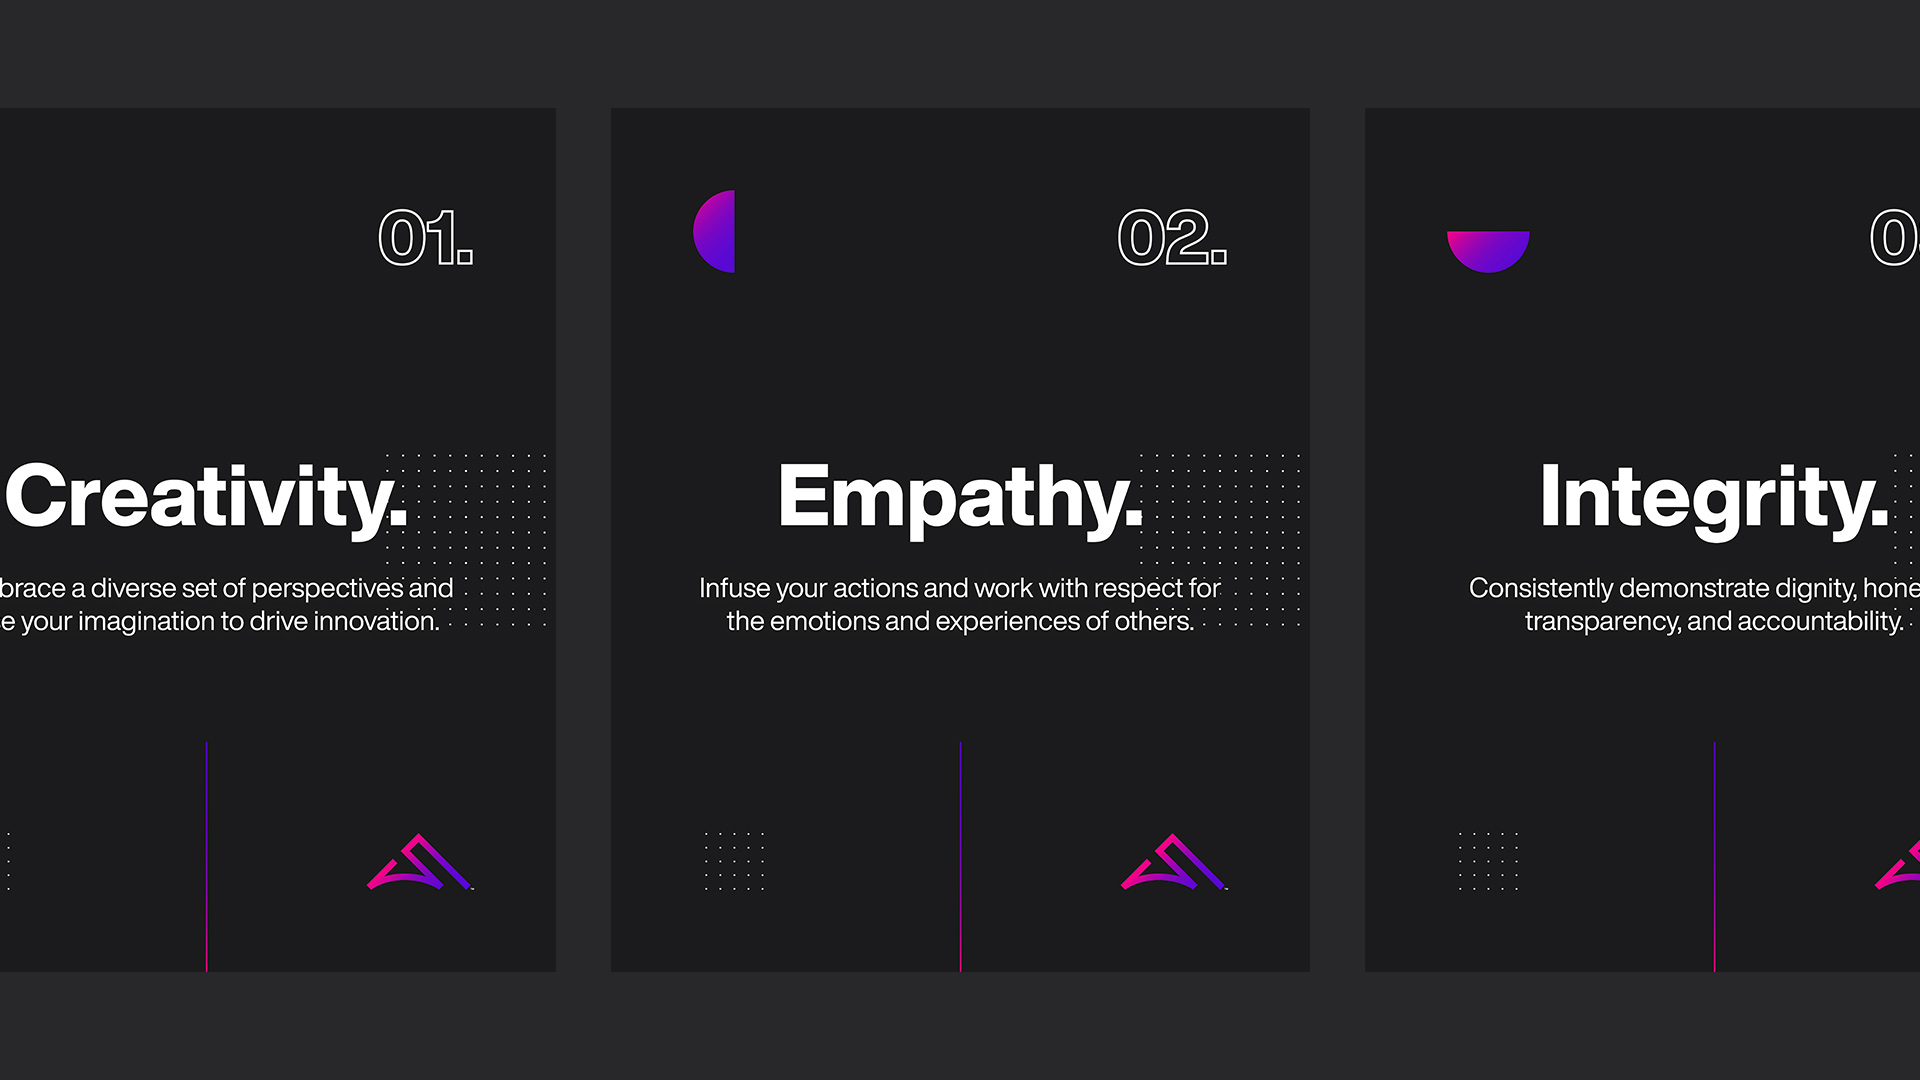 01.
Creativity.
brace a diverse set of perspectives and
e your imagination to drive innovation.
02.
Empathy.
Infuse your actions and work with respect for
the emotions and experiences of others.
0
Integrity.
Consistently demonstrate dignity, hone
transparency, and accountability.